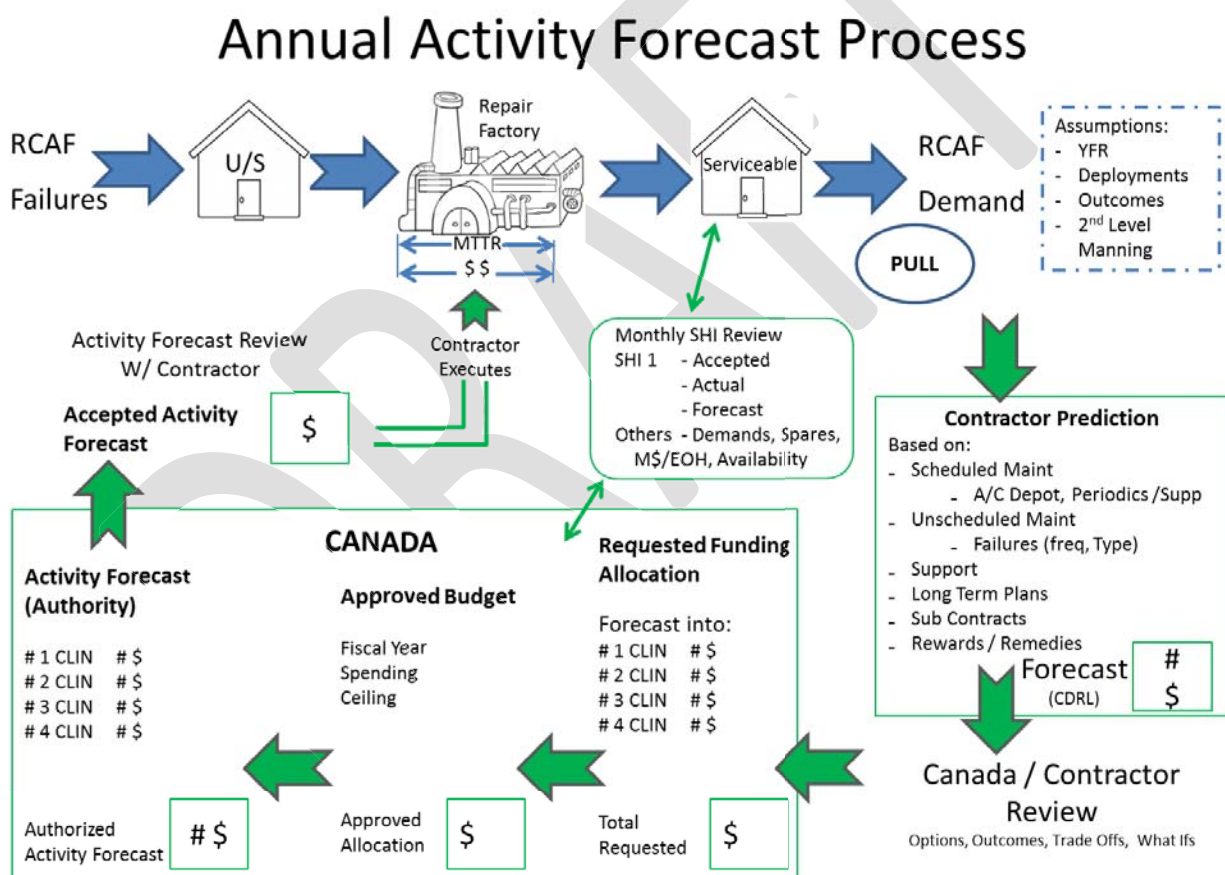 Annual Activity Forecast Process
RCAF
Failures
U/S
Repair
Factory
MTTR
$ $
Serviceable
RCAF
Demand
PULL
Assumptions:
- YFR
- Deployments
- Outcomes
- 2nd Level
Manning
Activity Forecast Review
W/ Contractor
Accepted Activity
Forecast
$
Contractor
Executes
Monthly SHI Review
SHI 1 - Accepted
- Actual
- Forecast
Others - Demands, Spares,
M$/EOH, Availability
Contractor Prediction
Based on:
- Scheduled Maint
- A/C Depot, Periodics /Supp
- Unscheduled Maint
- Failures (freq, Type)
- Support
- Long Term Plans
- Sub Contracts
- Rewards / Remedies
Forecast
(CDRL)
#
$
Canada / Contractor
Review
Options, Outcomes, Trade Offs, What Ifs
CANADA
Requested Funding
Allocation
Forecast into:
# 1 CLIN # $
# 2 CLIN # $
# 3 CLIN # $
# 4 CLIN # $
Total
Requested
$
Approved Budget
Fiscal Year
Spending
Ceiling
Approved
Allocation
$
Activity Forecast
(Authority)
# 1 CLIN # $
# 2 CLIN # $
# 3 CLIN # $
# 4 CLIN # $
Authorized
Activity Forecast
# $
DRAFT